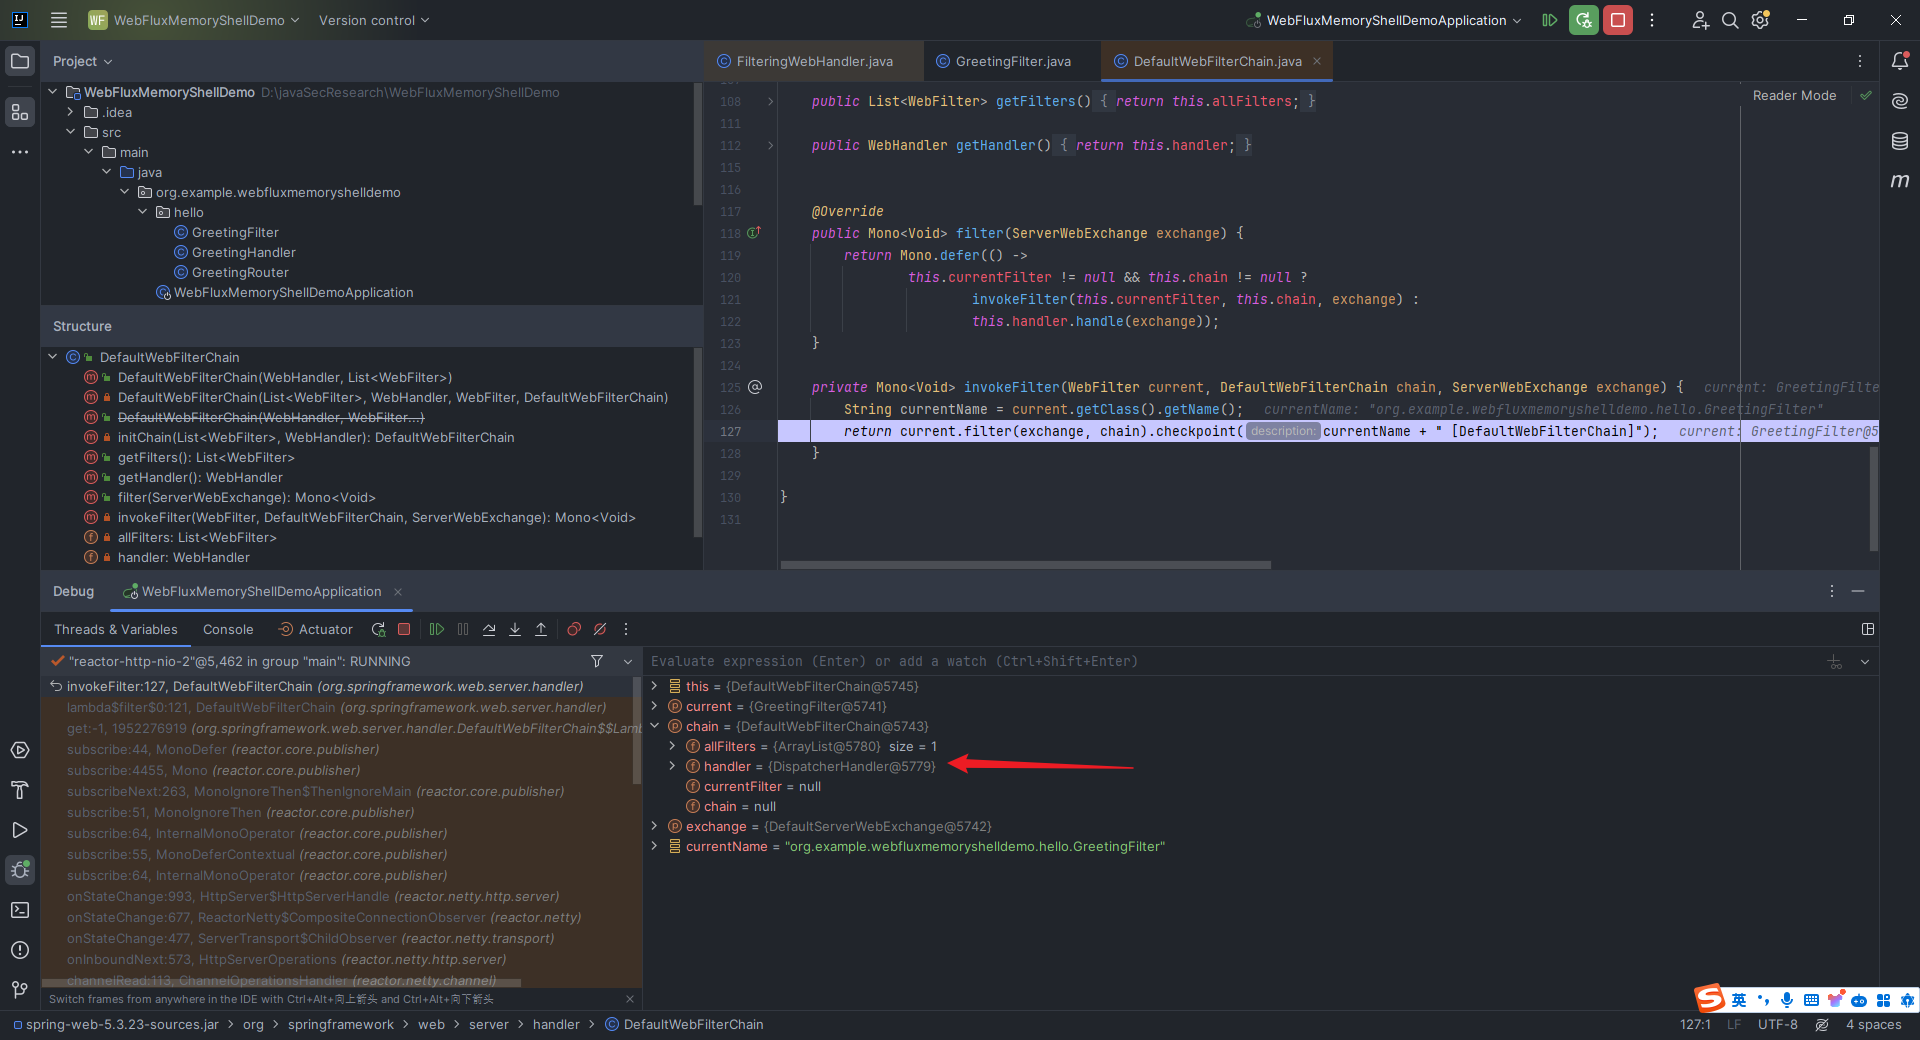 WF WebFluxMemoryShellDemo Version control WebFluxMemoryShellDemoApplication
Project
WebFluxMemoryShellDemo D:\javaSecResearch\WebFluxMemoryShellDemo
.idea
src
main
java
org.example.webfluxmemoryshelldemo
hello
GreetingFilter
GreetingHandler
GreetingRouter
WebFluxMemoryShellDemoApplication
Structure
DefaultWebFilterChain
DefaultWebFilterChain(WebHandler, List<WebFilter>)
DefaultWebFilterChain(List<WebFilter>, WebHandler, WebFilter, DefaultWebFilterChain)
DefaultWebFilterChain(WebHandler, WebFilter...)
initChain(List<WebFilter>, WebHandler): DefaultWebFilterChain
getFilters(): List<WebFilter>
getHandler(): WebHandler
filter(ServerWebExchange): Mono<Void>
invokeFilter(WebFilter, DefaultWebFilterChain, ServerWebExchange): Mono<Void>
allFilters: List<WebFilter>
handler: WebHandler
FilteringWebHandler.java GreetingFilter.java DefaultWebFilterChain.java
Reader Mode
108 public List<WebFilter> getFilters() { return this.allFilters; }
111
112 public WebHandler getHandler() { return this.handler; }
115
116
117 @Override
118 public Mono<Void> filter(ServerWebExchange exchange) {
119 return Mono.defer(() ->
120 this.currentFilter != null && this.chain != null ?
121 invokeFilter(this.currentFilter, this.chain, exchange) :
122 this.handler.handle(exchange));
123 }
124
125 private Mono<Void> invokeFilter(WebFilter current, DefaultWebFilterChain chain, ServerWebExchange exchange) { current: GreetingFilte
126 String currentName = current.getClass().getName(); currentName: "org.example.webfluxmemoryshelldemo.hello.GreetingFilter"
127 return current.filter(exchange, chain).checkpoint( description: currentName + " [DefaultWebFilterChain]"); current: GreetingFilter@5
128 }
129
130 }
131
Debug WebFluxMemoryShellDemoApplication
Threads & Variables Console Actuator
"reactor-http-nio-2"@5,462 in group "main": RUNNING
invokeFilter:127, DefaultWebFilterChain (org.springframework.web.server.handler)
lambda$filter$0:121, DefaultWebFilterChain (org.springframework.web.server.handler)
get:-1, 1952276919 (org.springframework.web.server.handler.DefaultWebFilterChain$$Lamb
subscribe:44, MonoDefer (reactor.core.publisher)
subscribe:4455, Mono (reactor.core.publisher)
subscribeNext:263, MonoIgnoreThen$ThenIgnoreMain (reactor.core.publisher)
subscribe:51, MonoIgnoreThen (reactor.core.publisher)
subscribe:64, InternalMonoOperator (reactor.core.publisher)
subscribe:55, MonoDeferContextual (reactor.core.publisher)
subscribe:64, InternalMonoOperator (reactor.core.publisher)
onStateChange:993, HttpServer$HttpServerHandle (reactor.netty.http.server)
onStateChange:677, ReactorNetty$CompositeConnectionObserver (reactor.netty)
onStateChange:477, ServerTransport$ChildObserver (reactor.netty.transport)
onInboundNext:573, HttpServerOperations (reactor.netty.http.server)
channelRead:113, ChannelOperationsHandler (reactor.netty.channel)
Switch frames from anywhere in the IDE with Ctrl+Alt+向上箭头 and Ctrl+Alt+向下箭头
Evaluate expression (Enter) or add a watch (Ctrl+Shift+Enter)
this = {DefaultWebFilterChain@5745}
current = {GreetingFilter@5741}
chain = {DefaultWebFilterChain@5743}
allFilters = {ArrayList@5780} size = 1
handler = {DispatcherHandler@5779}
currentFilter = null
chain = null
exchange = {DefaultServerWebExchange@5742}
currentName = "org.example.webfluxmemoryshelldemo.hello.GreetingFilter"
英
spring-web-5.3.23-sources.jar > org > springframework > web > server > handler > DefaultWebFilterChain 127:1 LF UTF-8 4 spaces